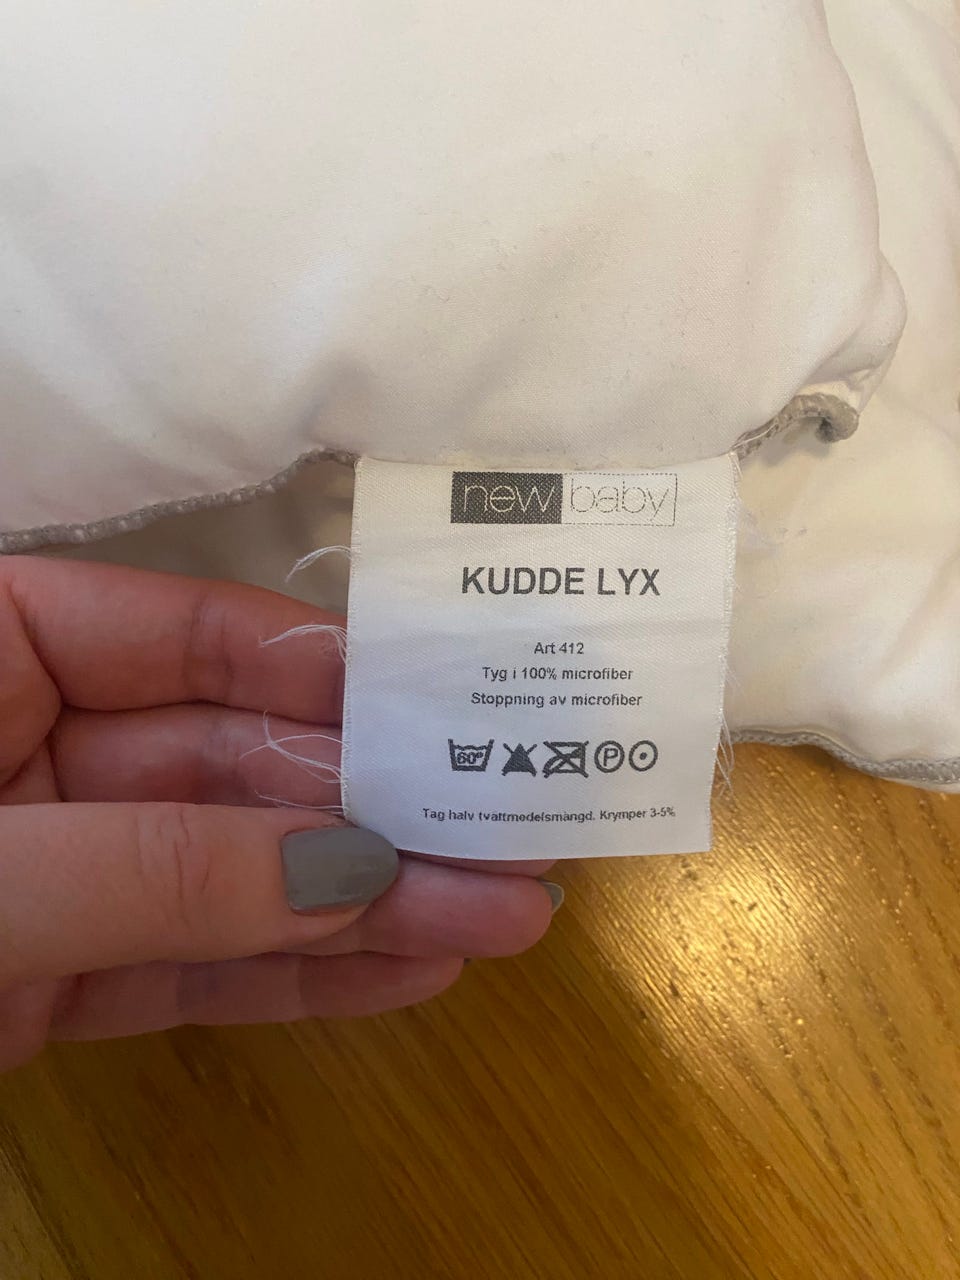 new baby
KUDDE LYX
Art 412
Tyg i 100% microfiber
Stoppning av microfiber
60° P
Tag halv tvättmedelsmängd. Krymper 3-5%